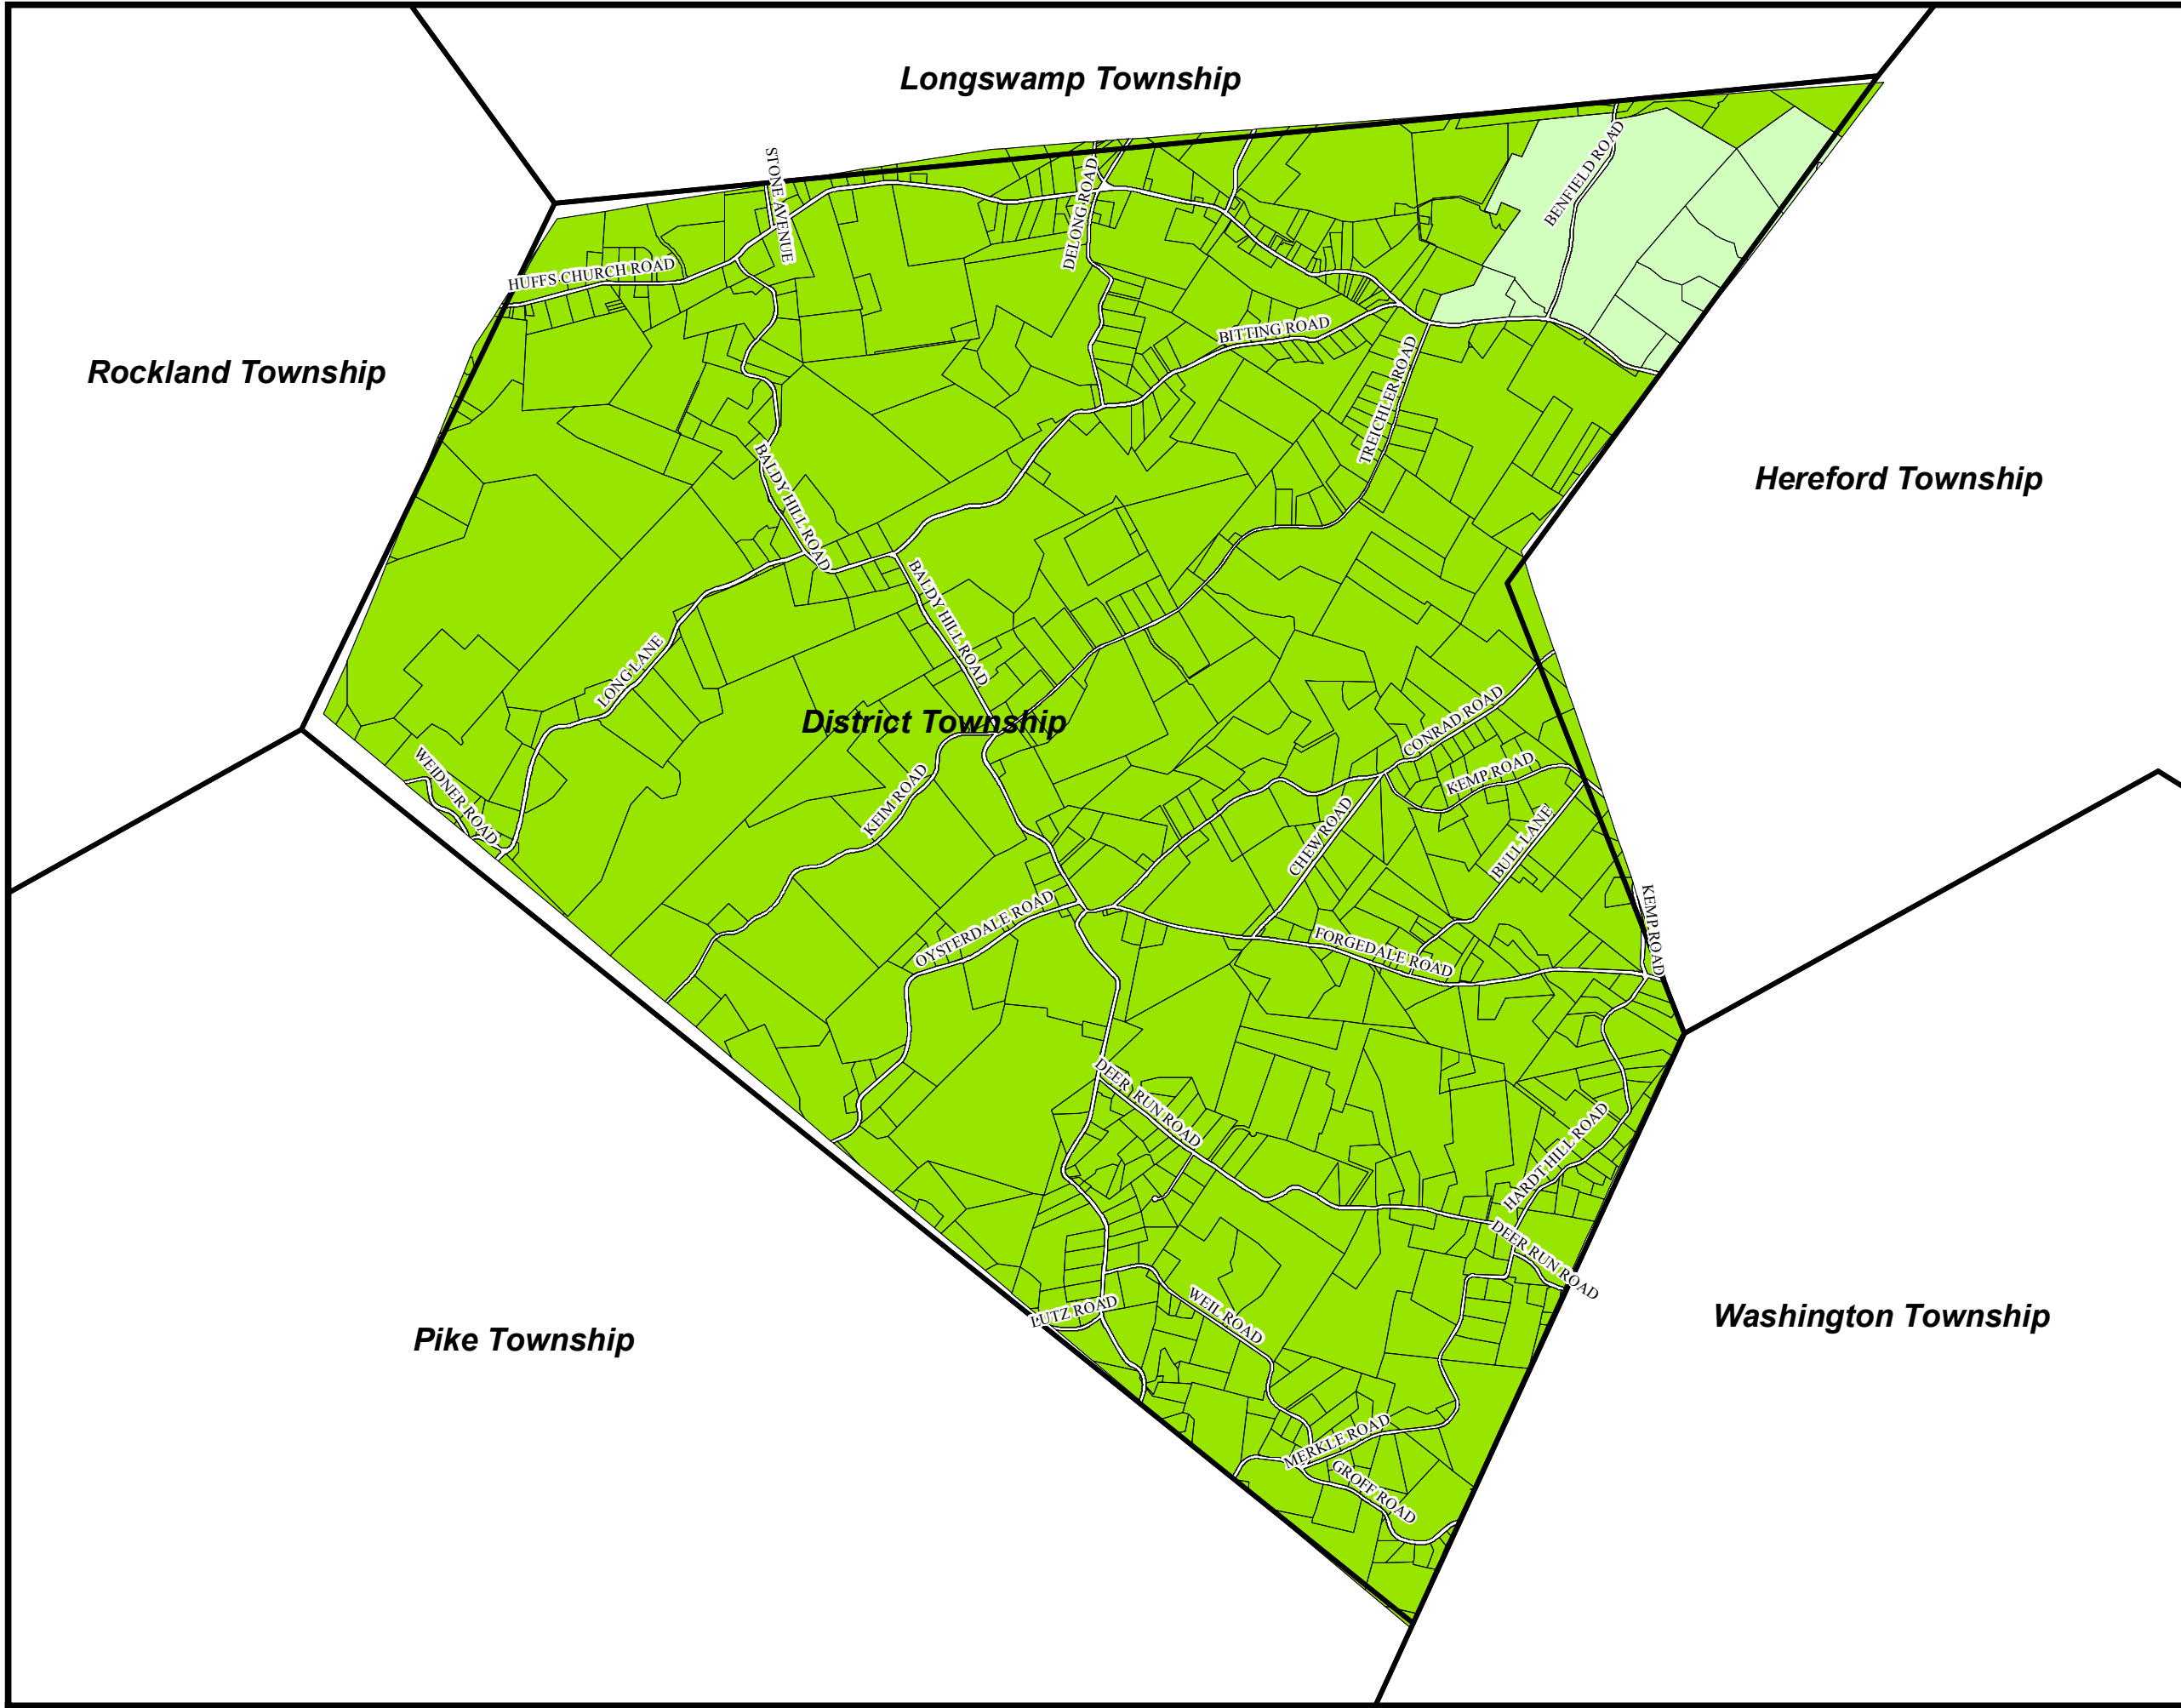 Longswamp Township
BENFIELD ROAD
STONE AVENUE
DELONG ROAD
HUFFS CHURCH ROAD
BITTING ROAD
Rockland Township
TREICHLER ROAD
Hereford Township
BALDY HILL ROAD
BALDY HILL ROAD
LONG LANE
District Township
CONRAD ROAD
KEMP ROAD
WEIDNER ROAD
KEIM ROAD
CHEW ROAD
BULL LANE
OYSTERDALE ROAD
KEMP ROAD
FORGEDALE ROAD
DEER RUN ROAD
HARDT HILL ROAD
DEER RUN ROAD
LUTZ ROAD
WEIL ROAD
Washington Township
Pike Township
MERKLE ROAD
GROFF ROAD